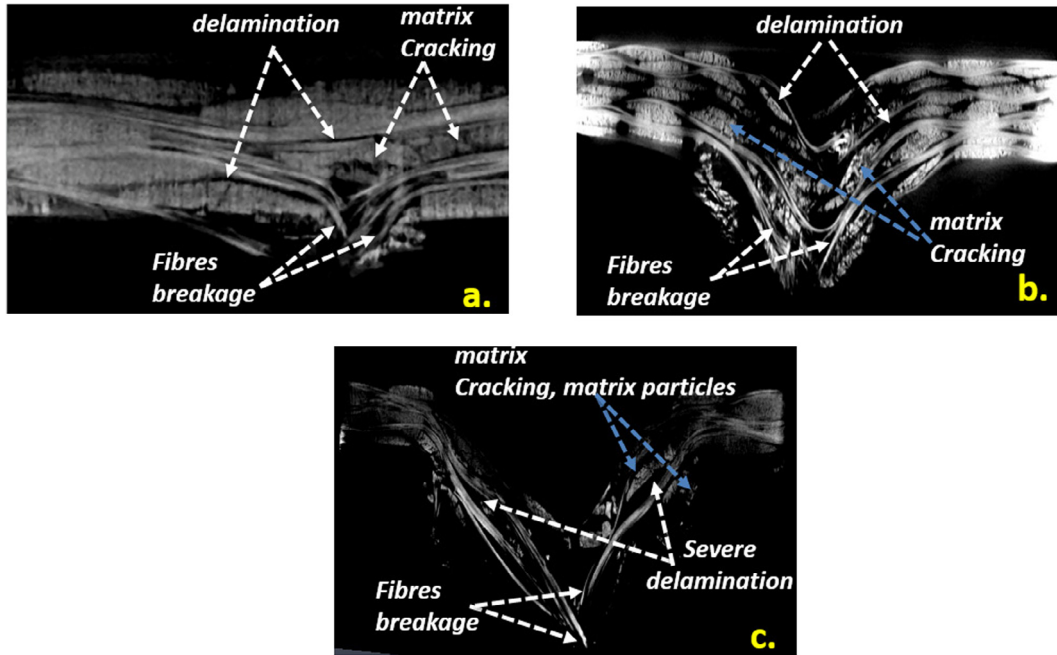 delamination
matrix
Cracking
Fibres
breakage
a.
delamination
matrix
Cracking
Fibres
breakage
b.
matrix
Cracking, matrix particles
Severe
delamination
Fibres
breakage
c.